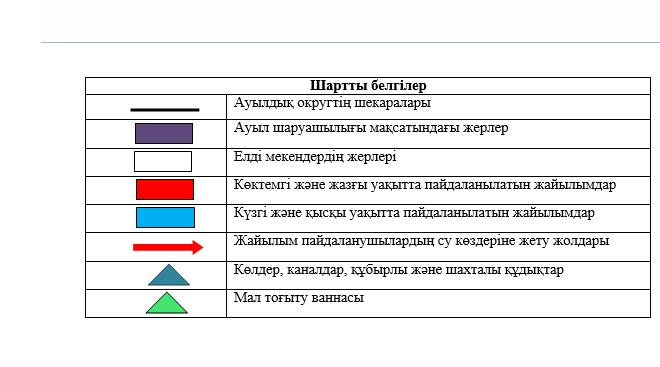 Шартты белгілер
Ауылдық округтің шекаралары
Ауыл шаруашылығы мақсатындағы жерлер
Елді мекендердің жерлері
Көктемгі және жазғы уақытта пайдаланылатын жайылымдар
Күзгі және қысқы уақытта пайдаланылатын жайылымдар
Жайылым пайдаланушылардың су көздеріне жету жолдары
Көлдер, каналдар, құбырлы және шахталы құдықтар
Мал тоғыту ваннасы